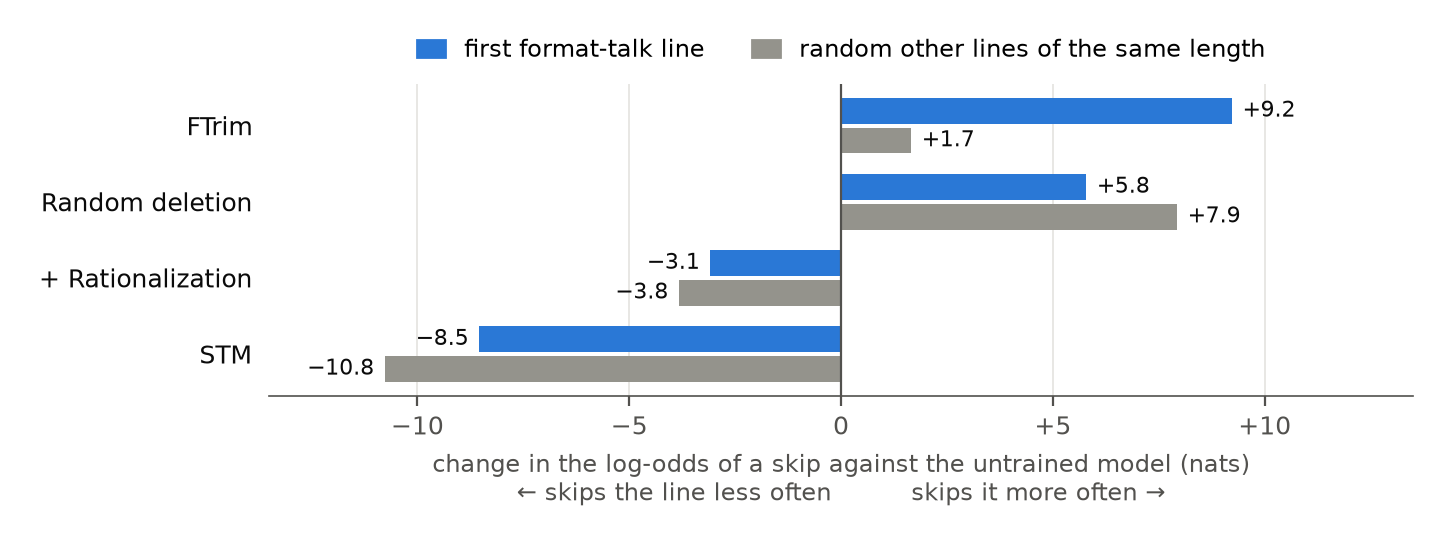 first format-talk line
random other lines of the same length
FTrim
+9.2
+1.7
Random deletion
+5.8
+7.9
+ Rationalization
−3.1
−3.8
STM
−8.5
−10.8
−10
−5
0
+5
+10
change in the log-odds of a skip against the untrained model (nats)
← skips the line less often
skips it more often →